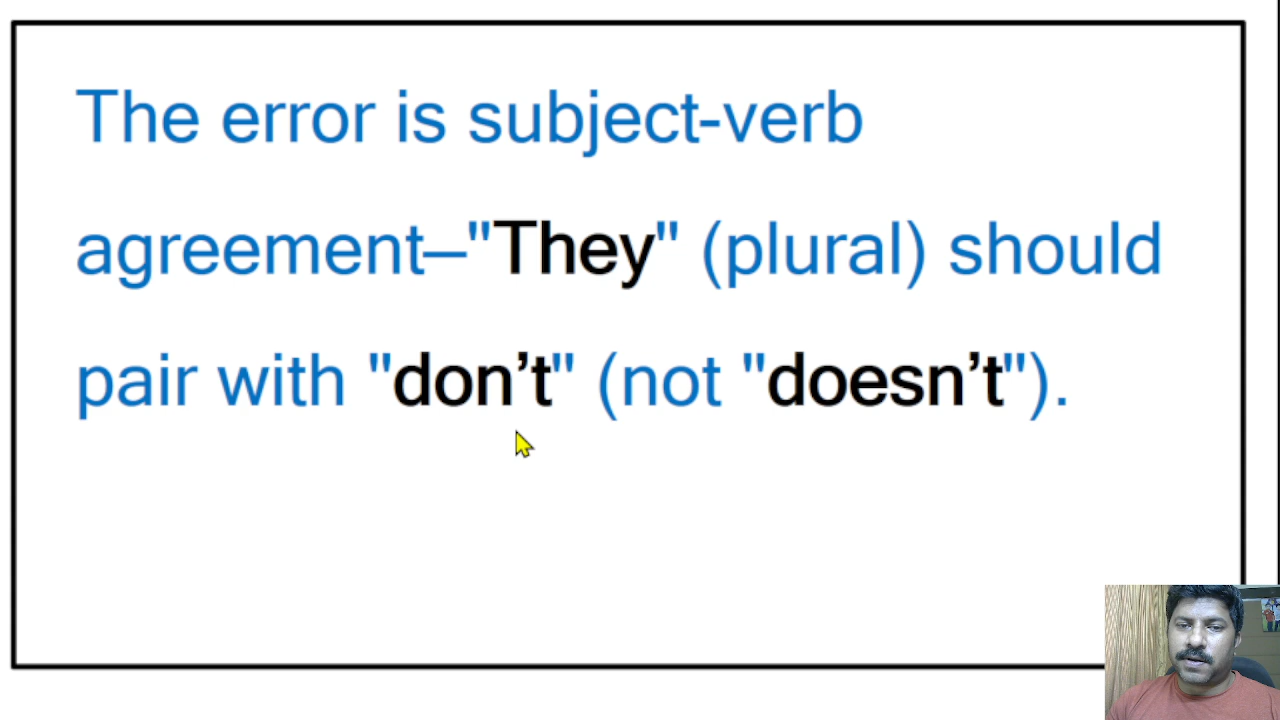 The error is subject-verb
agreement—"They" (plural) should
pair with "don’t" (not "doesn’t").